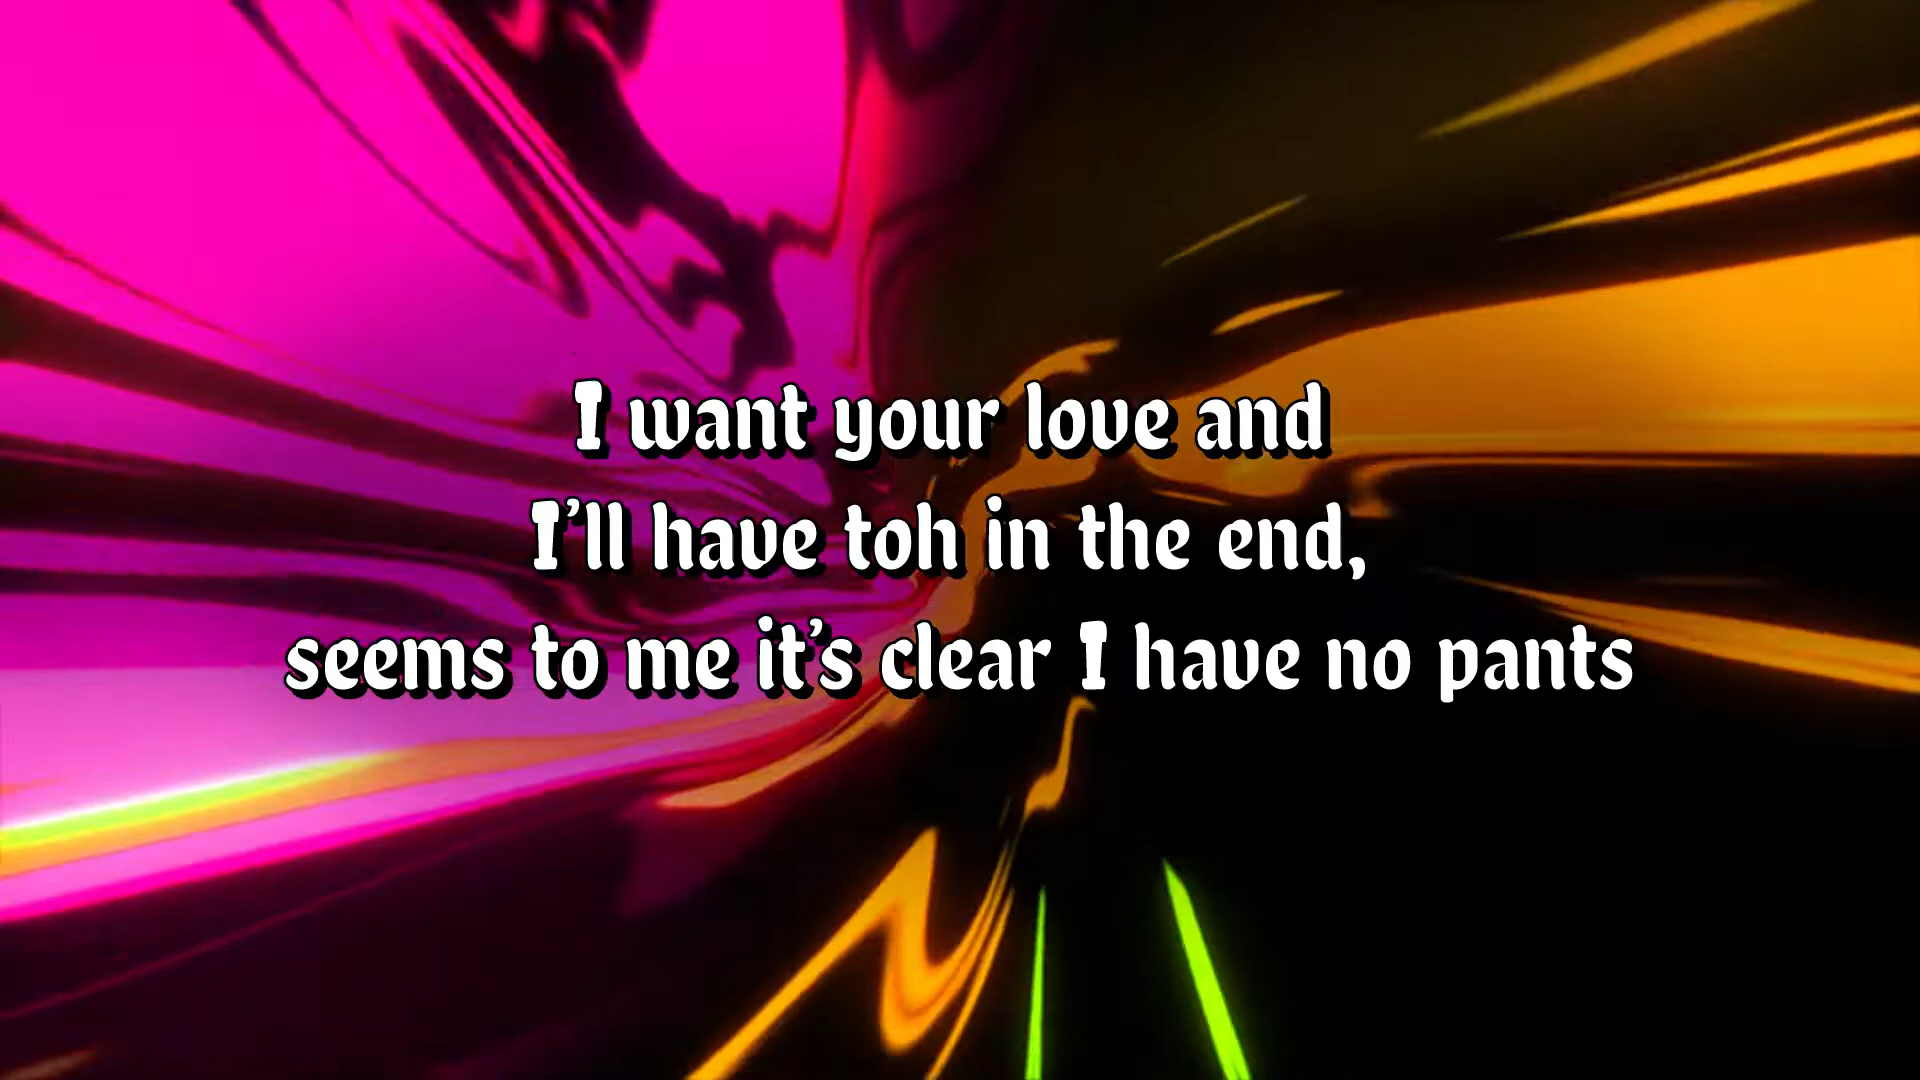 I want your love and
I'll have toh in the end,
seems to me it's clear I have no pants